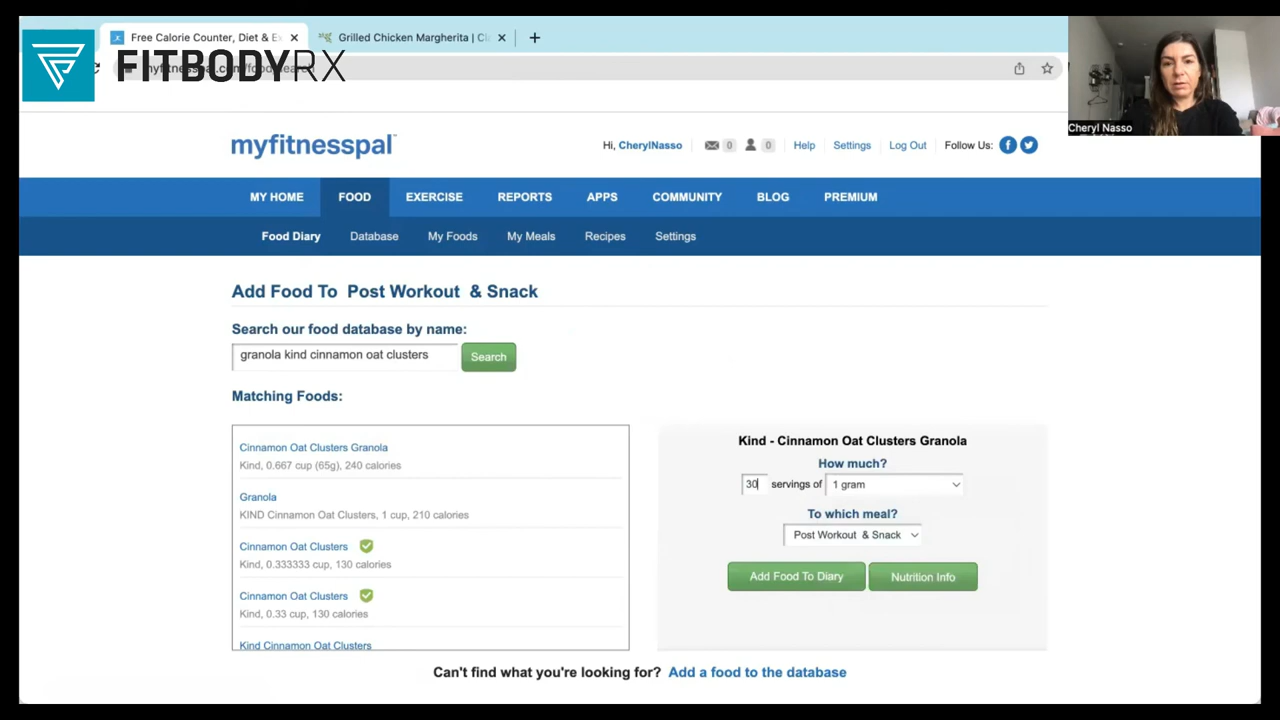 Free Calorie Counter, Diet & E
Grilled Chicken Margherita | Cl
FITBODYRX
myfitnesspal.com/food/search
Cheryl Nasso
myfitnesspal
Hi, CherylNasso
0
0
Help
Settings
Log Out
Follow Us:
MY HOME
FOOD
EXERCISE
REPORTS
APPS
COMMUNITY
BLOG
PREMIUM
Food Diary
Database
My Foods
My Meals
Recipes
Settings
Add Food To Post Workout & Snack
Search our food database by name:
granola kind cinnamon oat clusters
Search
Matching Foods:
Cinnamon Oat Clusters Granola
Kind, 0.667 cup (65g), 240 calories
Granola
KIND Cinnamon Oat Clusters, 1 cup, 210 calories
Cinnamon Oat Clusters
Kind, 0.333333 cup, 130 calories
Cinnamon Oat Clusters
Kind, 0.33 cup, 130 calories
Kind Cinnamon Oat Clusters
Kind - Cinnamon Oat Clusters Granola
How much?
30 servings of 1 gram
To which meal?
Post Workout & Snack
Add Food To Diary
Nutrition Info
Can't find what you're looking for? Add a food to the database